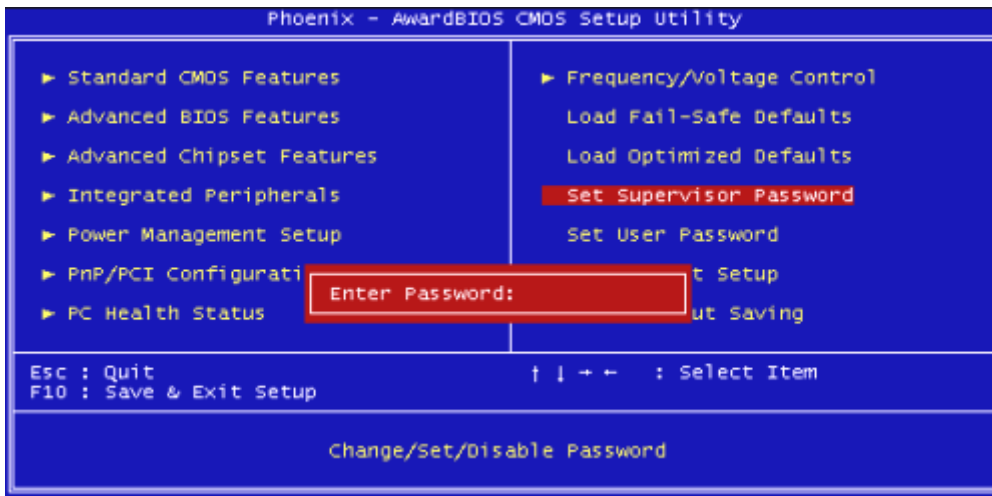 Phoenix - AwardBIOS CMOS Setup Utility
► Standard CMOS Features
► Advanced BIOS Features
► Advanced Chipset Features
► Integrated Peripherals
► Power Management Setup
► PnP/PCI Configurati
► PC Health Status
► Frequency/Voltage Control
Load Fail-Safe Defaults
Load Optimized Defaults
Set Supervisor Password
Set User Password
t Setup
ut Saving
Enter Password:
Esc : Quit
F10 : Save & Exit Setup
↑ ↓ → ← : Select Item
Change/Set/Disable Password